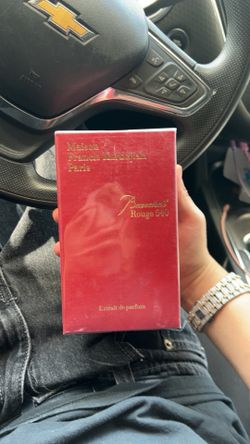 Maison
Francis Kurkdjian
Paris
Baccarat
Rouge 540
Extrait de parfum